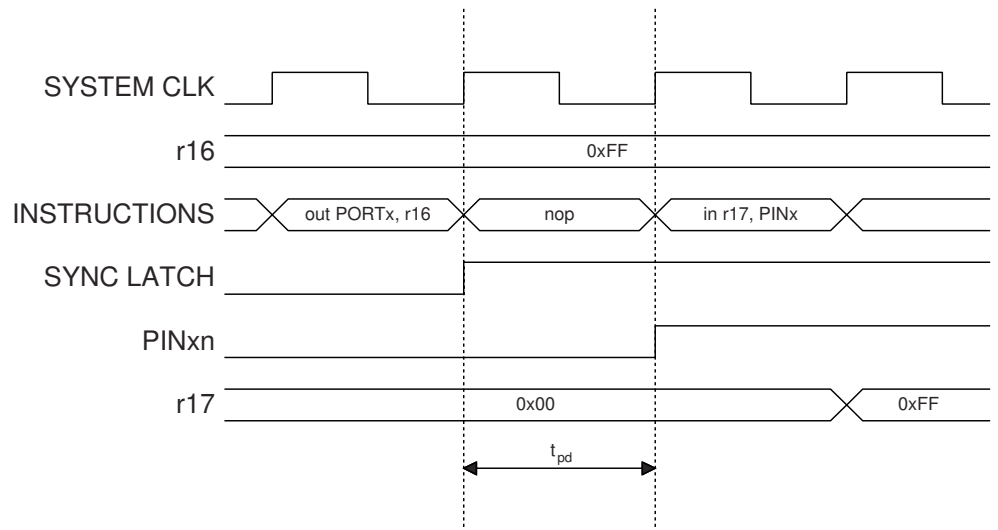 SYSTEM CLK
r16
0xFF
INSTRUCTIONS
out PORTx, r16
nop
in r17, PINx
SYNC LATCH
PINxn
r17
0x00
0xFF
tpd